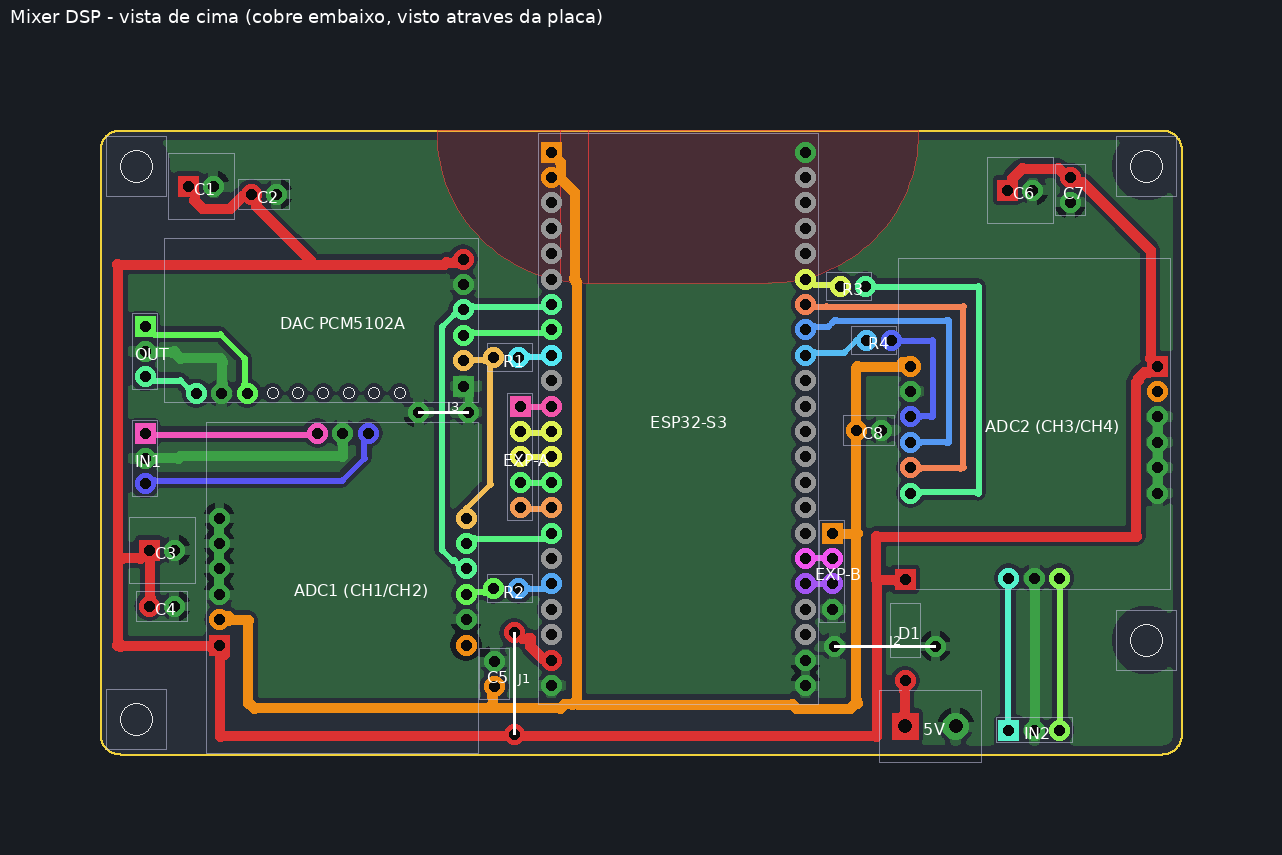 Mixer DSP - vista de cima (cobre embaixo, visto atraves da placa)
C1
C2
C6
C7
R3
DAC PCM5102A
OUT
R4
R1
J3
ESP32-S3
ADC2 (CH3/CH4)
C8
IN1
EXP-A
C3
EXP-B
ADC1 (CH1/CH2)
R2
C4
D1
J2
C5
J1
5V
IN2